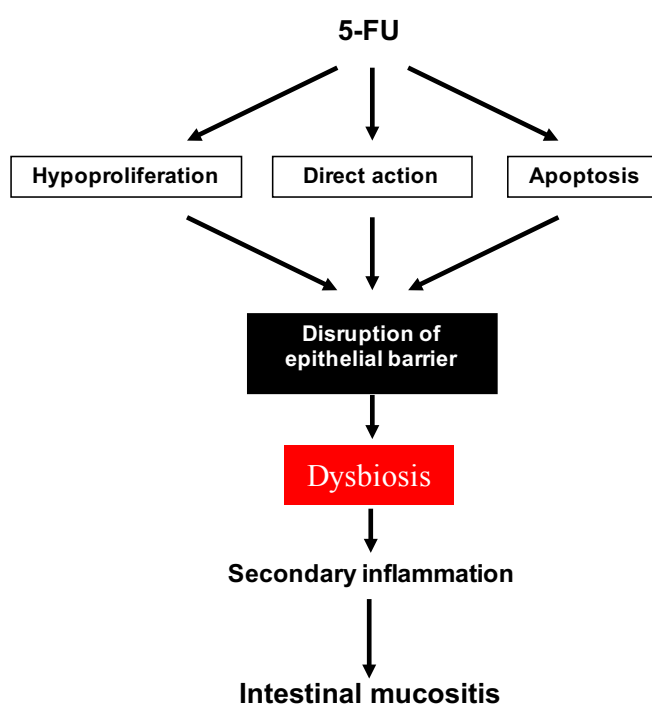 5-FU
Hypoproliferation
Direct action
Apoptosis
Disruption of
epithelial barrier
Dysbiosis
Secondary inflammation
Intestinal mucositis